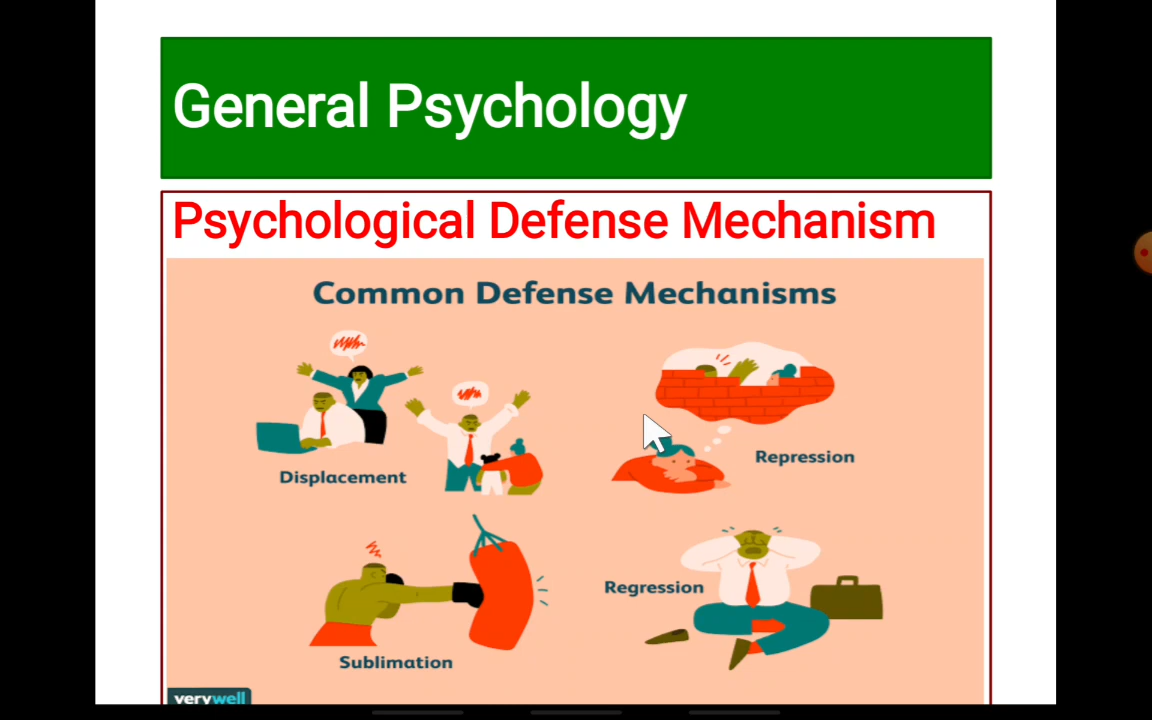 General Psychology
Psychological Defense Mechanism
Common Defense Mechanisms
Displacement
Repression
Sublimation
Regression
verywell